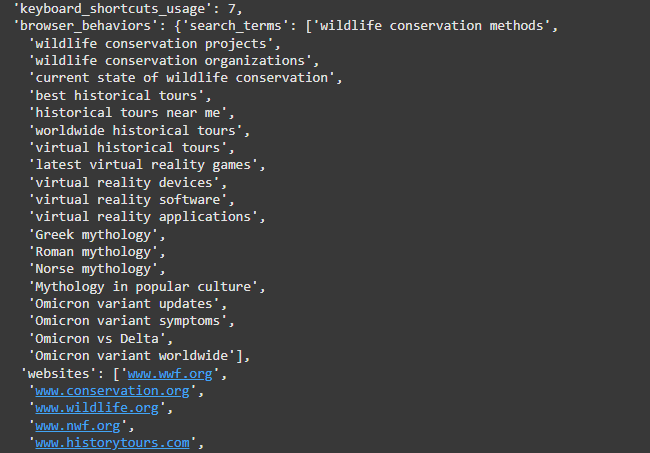 'keyboard_shortcuts_usage': 7,
'browser_behaviors': {'search_terms': ['wildlife conservation methods',
'wildlife conservation projects',
'wildlife conservation organizations',
'current state of wildlife conservation',
'best historical tours',
'historical tours near me',
'worldwide historical tours',
'virtual historical tours',
'latest virtual reality games',
'virtual reality devices',
'virtual reality software',
'virtual reality applications',
'Greek mythology',
'Roman mythology',
'Norse mythology',
'Mythology in popular culture',
'Omicron variant updates',
'Omicron variant symptoms',
'Omicron vs Delta',
'Omicron variant worldwide'],
'websites': ['www.wwf.org',
'www.conservation.org',
'www.wildlife.org',
'www.nwf.org',
'www.historytours.com',